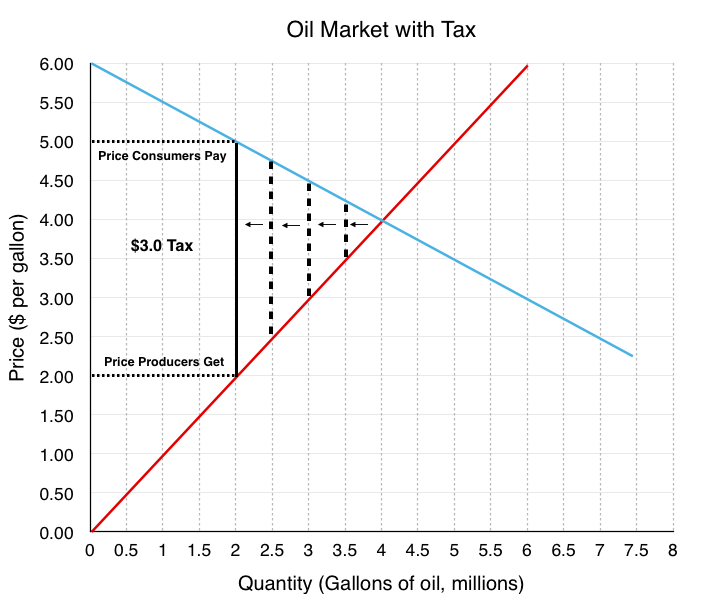 Oil Market with Tax
Price ($ per gallon)
6.00
5.50
5.00
4.50
4.00
3.50
3.00
2.50
2.00
1.50
1.00
0.50
0.00
Price Consumers Pay
$3.0 Tax
Price Producers Get
0 0.5 1 1.5 2 2.5 3 3.5 4 4.5 5 5.5 6 6.5 7 7.5 8
Quantity (Gallons of oil, millions)